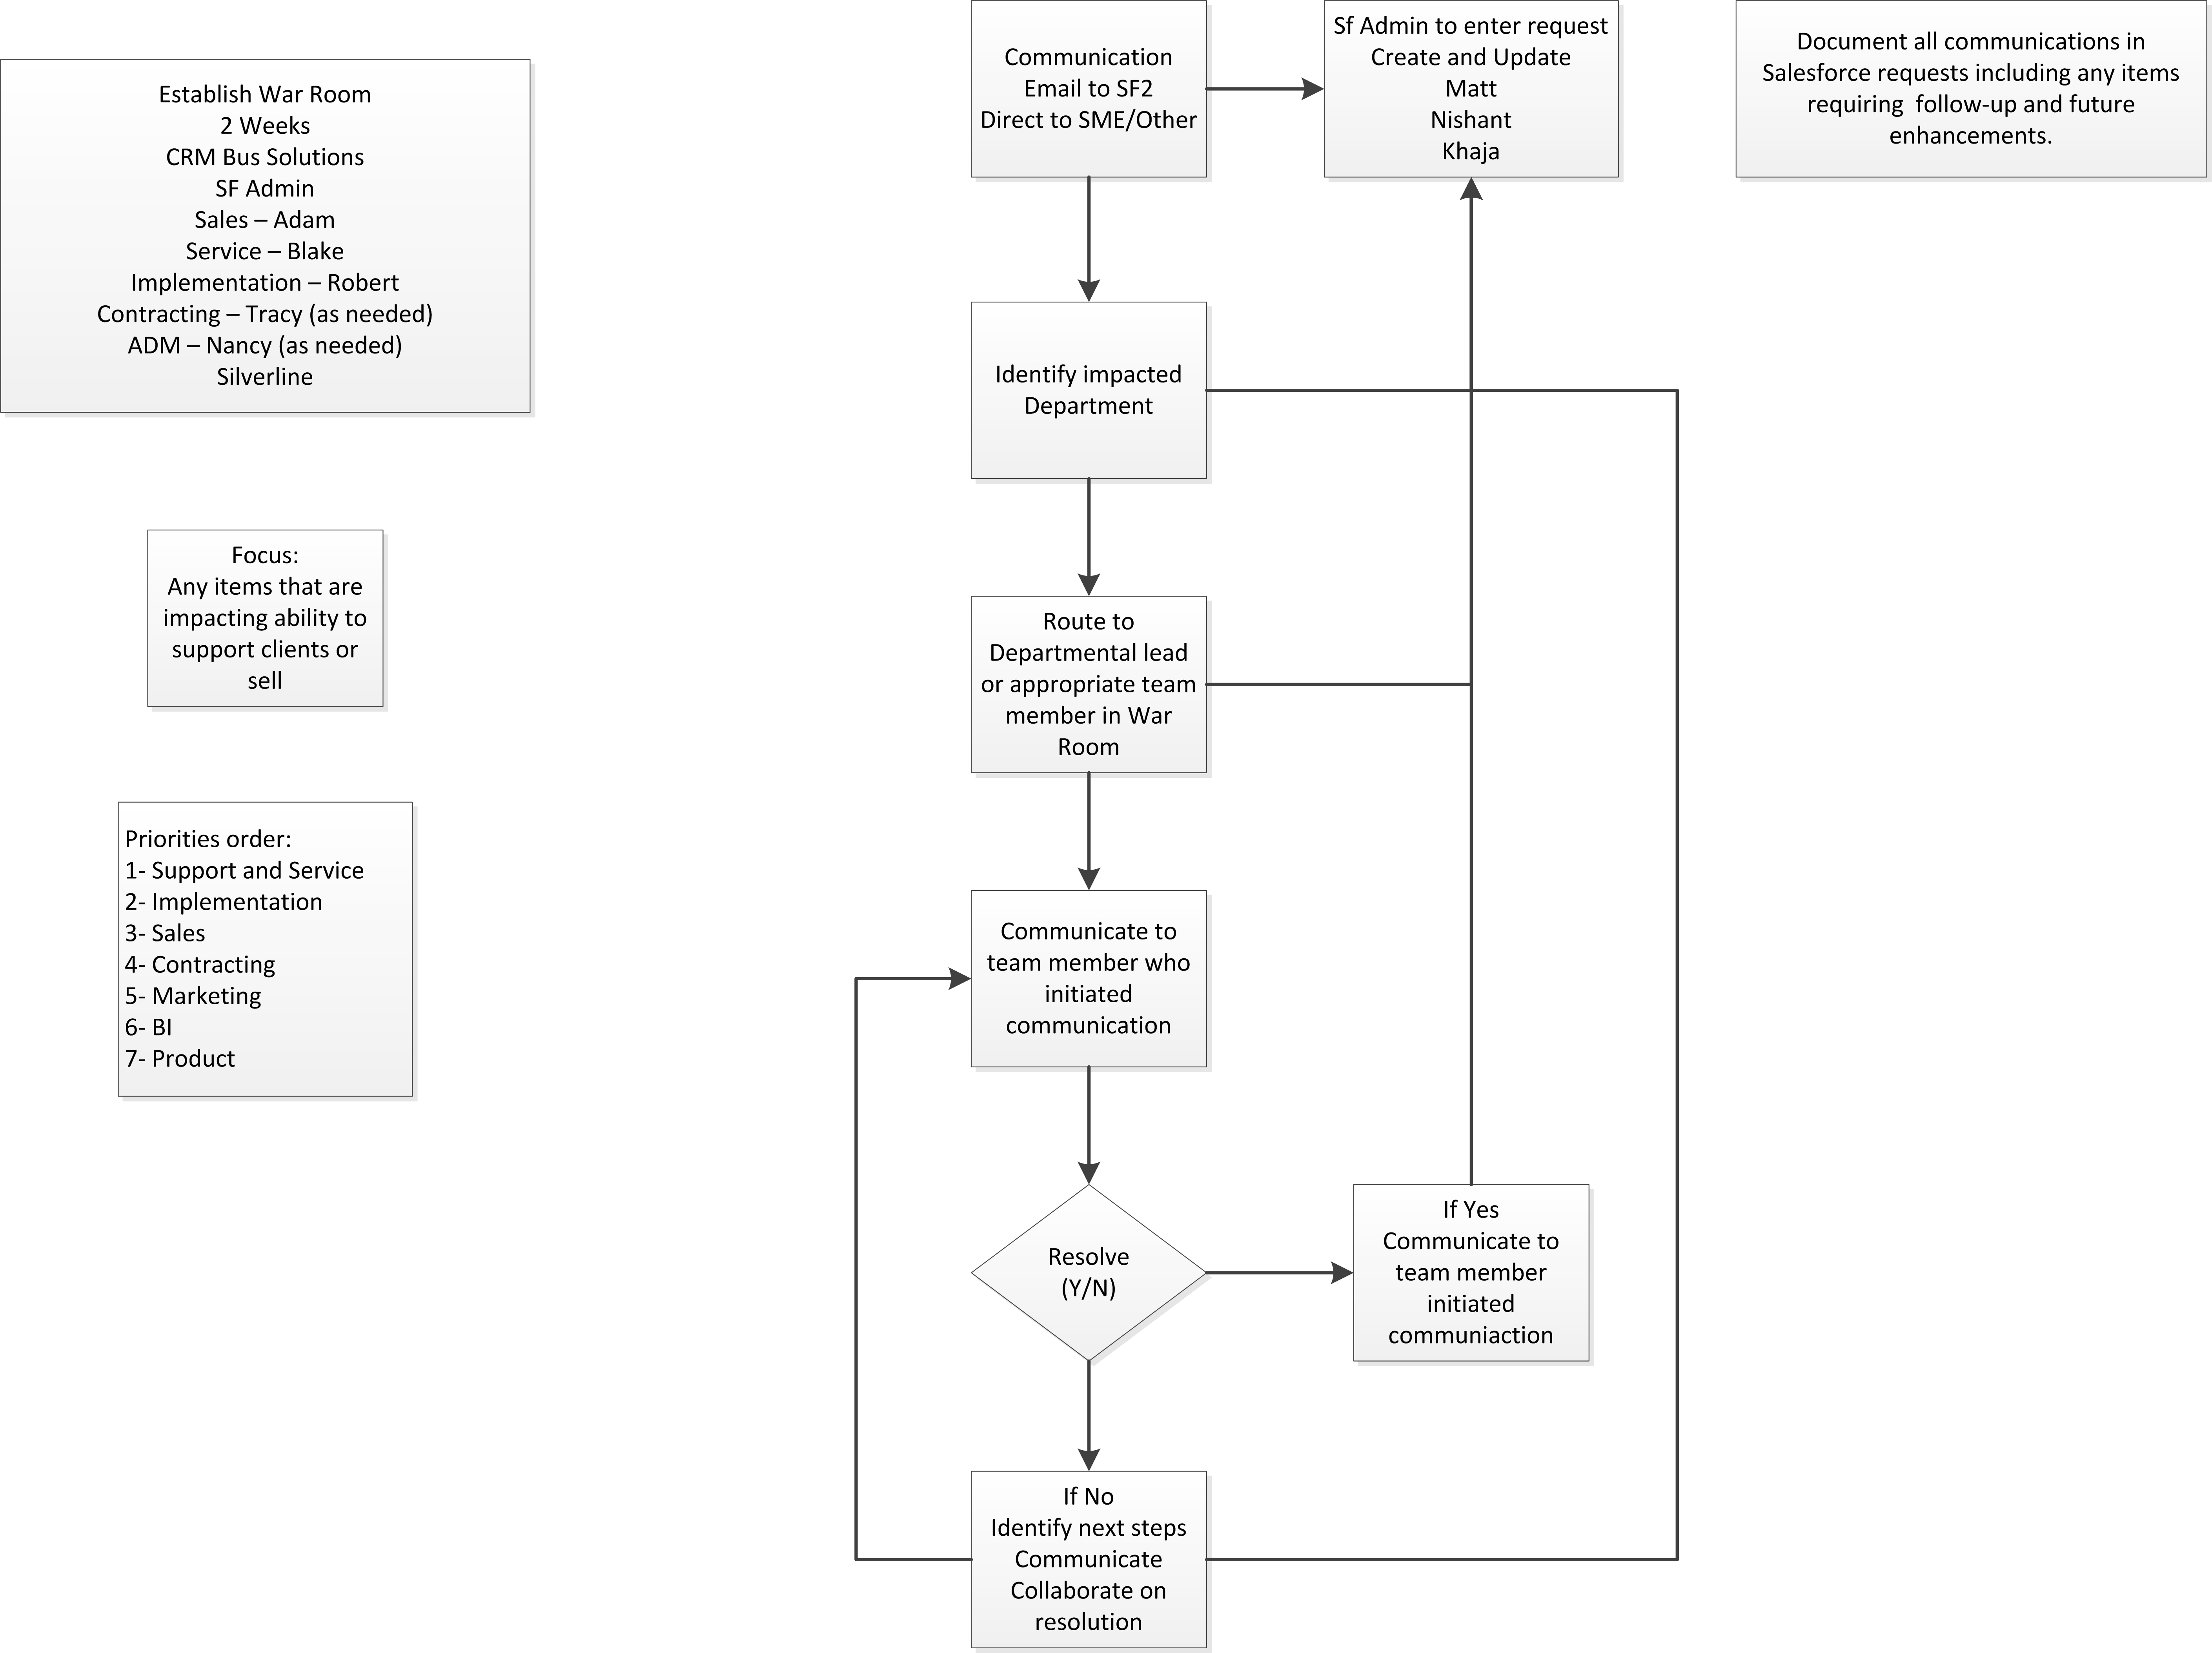 Establish War Room
2 Weeks
CRM Bus Solutions
SF Admin
Sales – Adam
Service – Blake
Implementation – Robert
Contracting – Tracy (as needed)
ADM – Nancy (as needed)
Silverline
Focus:
Any items that are
impacting ability to
support clients or
sell
Priorities order:
1- Support and Service
2- Implementation
3- Sales
4- Contracting
5- Marketing
6- BI
7- Product
Communication
Email to SF2
Direct to SME/Other
Sf Admin to enter request
Create and Update
Matt
Nishant
Khaja
Document all communications in
Salesforce requests including any items
requiring  follow-up and future
enhancements.
Identify impacted
Department
Route to
Departmental lead
or appropriate team
member in War
Room
Communicate to
team member who
initiated
communication
Resolve
(Y/N)
If Yes
Communicate to
team member
initiated
communiaction
If No
Identify next steps
Communicate
Collaborate on
resolution